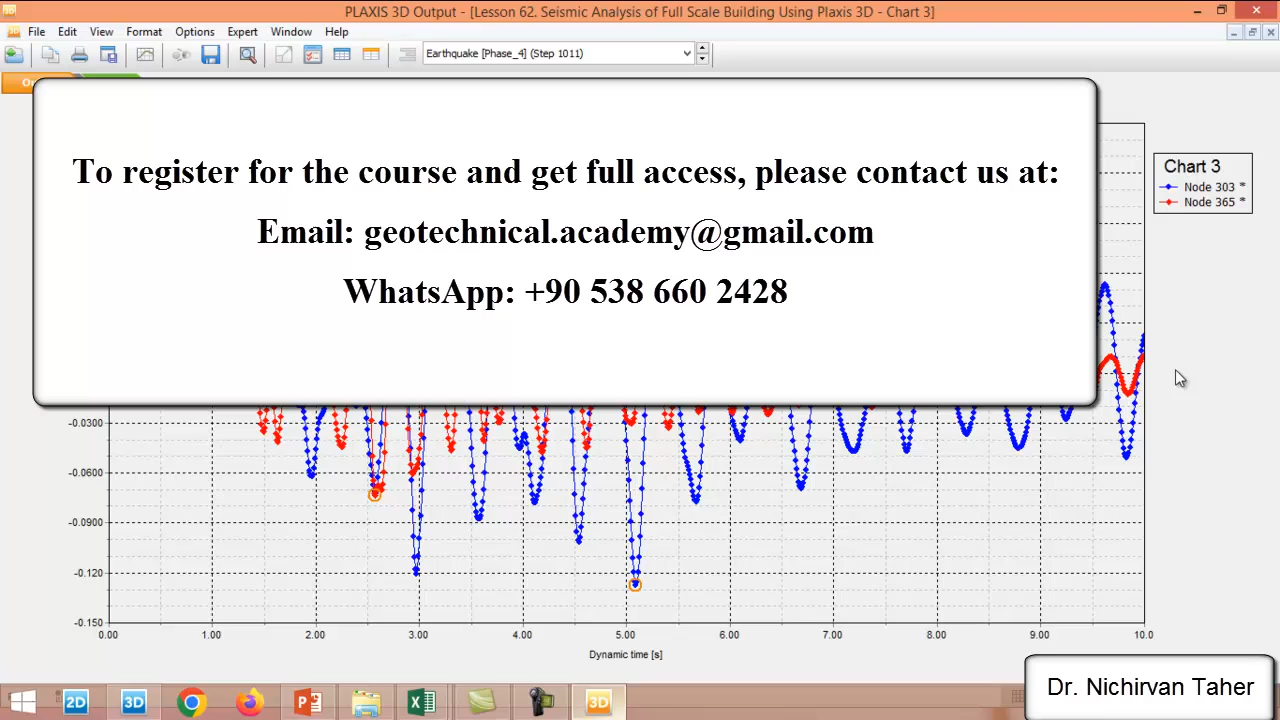 PLAXIS 3D Output - [Lesson 62. Seismic Analysis of Full Scale Building Using Plaxis 3D - Chart 3]
File Edit View Format Options Expert Window Help
Earthquake [Phase_4] (Step 1011)
To register for the course and get full access, please contact us at:
Email: geotechnical.academy@gmail.com
WhatsApp: +90 538 660 2428
Chart 3
Node 303 *
Node 365 *
-0.0300
-0.0600
-0.0900
-0.120
-0.150
0.00 1.00 2.00 3.00 4.00 5.00 6.00 7.00 8.00 9.00 10.0
Dynamic time [s]
Dr. Nichirvan Taher
2D 3D 3D